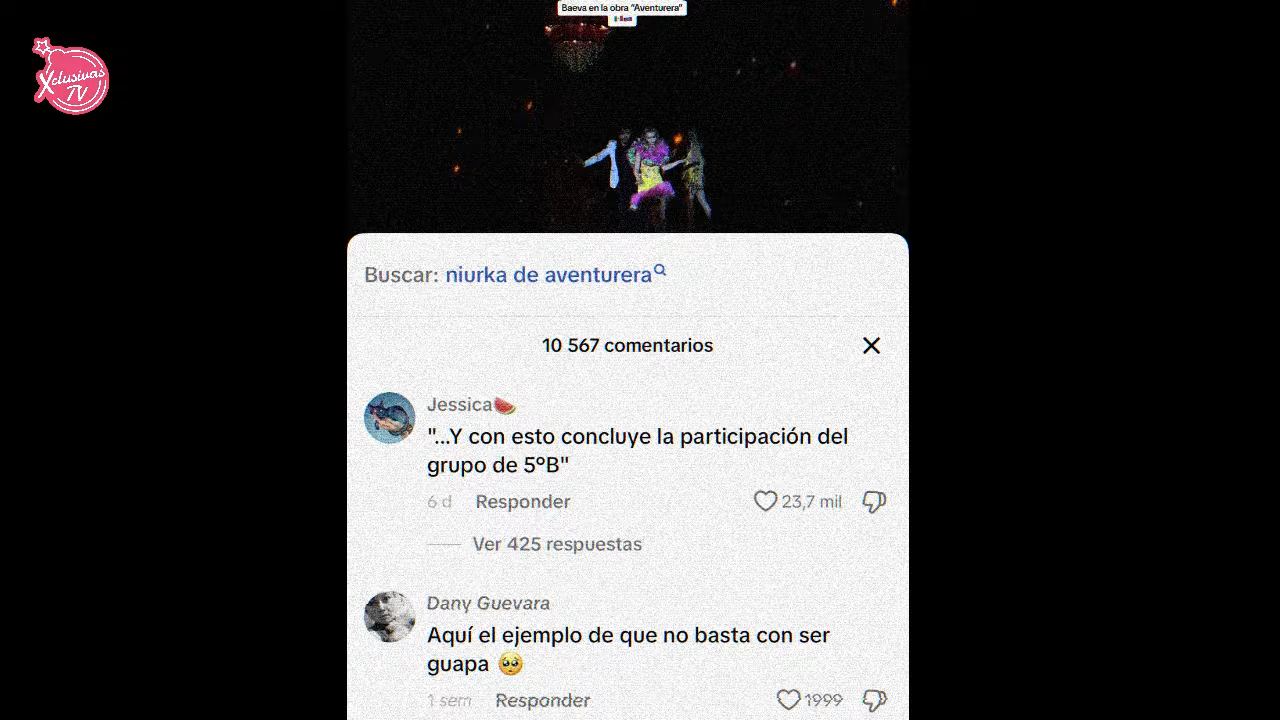 Baeva en la obra "Aventurera"
Xclusivas
TV
Buscar: niurka de aventurera
10 567 comentarios
Jessica🍉
"...Y con esto concluye la participación del
grupo de 5°B"
6 d Responder 23,7 mil
Ver 425 respuestas
Dany Guevara
Aquí el ejemplo de que no basta con ser
guapa 🥺
1 sem Responder 1999